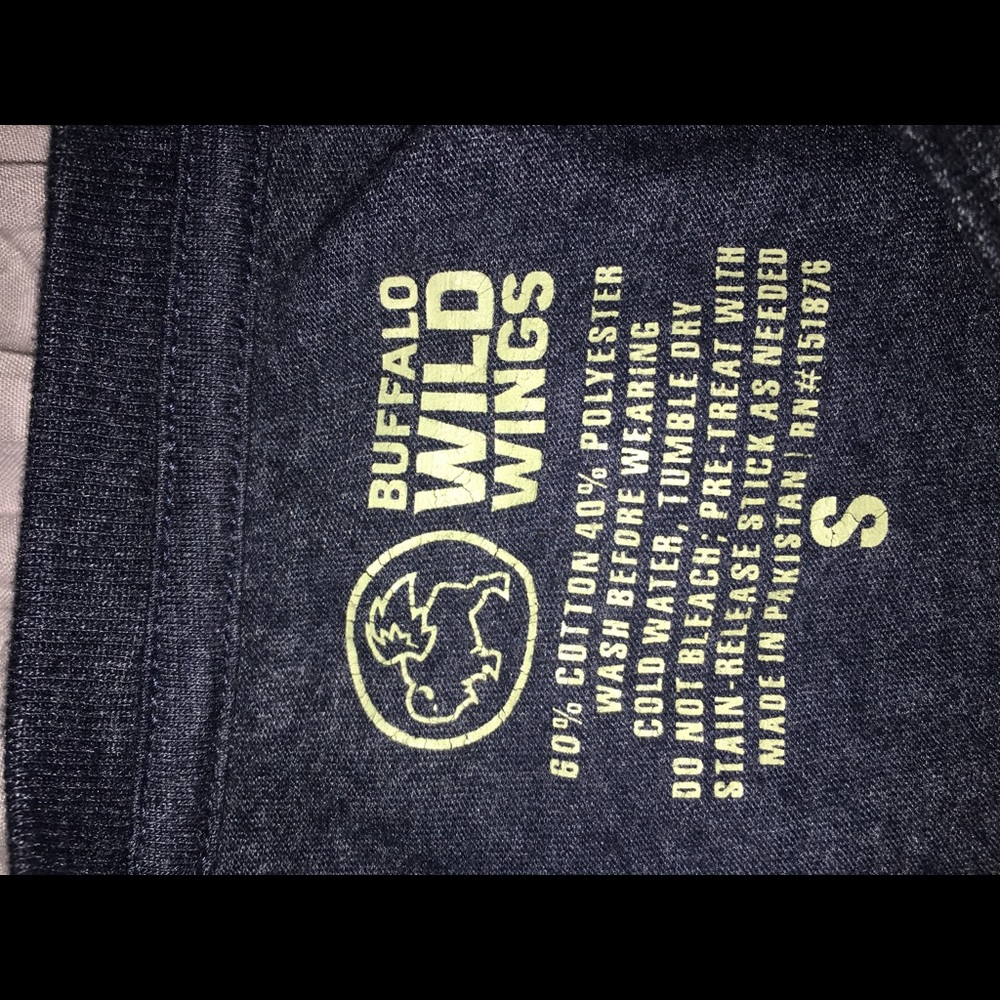 BUFFALO
WILD
WINGS
60% COTTON 40% POLYESTER
WASH BEFORE WEARING
COLD WATER, TUMBLE DRY
DO NOT BLEACH; PRE-TREAT WITH
STAIN-RELEASE STICK AS NEEDED
MADE IN PAKISTAN | RN#151876
S